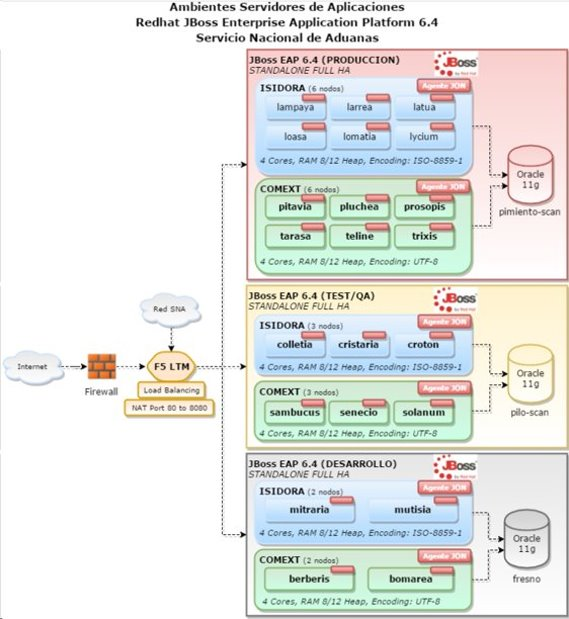 Ambientes Servidores de Aplicaciones
Redhat JBoss Enterprise Application Platform 6.4
Servicio Nacional de Aduanas
JBoss EAP 6.4 (PRODUCCION)
STANDALONE FULL HA
JBoss
by Red Hat
ISIDORA (6 nodos)
Agente JON
lampaya larrea latua
loasa lomatia lycium
4 Cores, RAM 8/12 Heap, Encoding: ISO-8859-1
COMEXT (6 nodos)
Agente JON
pitavia pluchea prosopis
tarasa teline trixis
4 Cores, RAM 8/12 Heap, Encoding: UTF-8
Oracle
11g
pimiento-scan
JBoss EAP 6.4 (TEST/QA)
STANDALONE FULL HA
JBoss
by Red Hat
ISIDORA (3 nodos)
Agente JON
colletia cristaria croton
4 Cores, RAM 8/12 Heap, Encoding: ISO-8859-1
COMEXT (3 nodos)
Agente JON
sambucus senecio solanum
4 Cores, RAM 8/12 Heap, Encoding: UTF-8
Oracle
11g
pilo-scan
Red SNA
Internet
Firewall
F5 LTM
Load Balancing
NAT Port 80 to 8080
JBoss EAP 6.4 (DESARROLLO)
STANDALONE FULL HA
JBoss
by Red Hat
ISIDORA (2 nodos)
Agente JON
mitraria mutisia
4 Cores, RAM 8/12 Heap, Encoding: ISO-8859-1
COMEXT (2 nodos)
Agente JON
berberis bomarea
4 Cores, RAM 8/12 Heap, Encoding: UTF-8
Oracle
11g
fresno